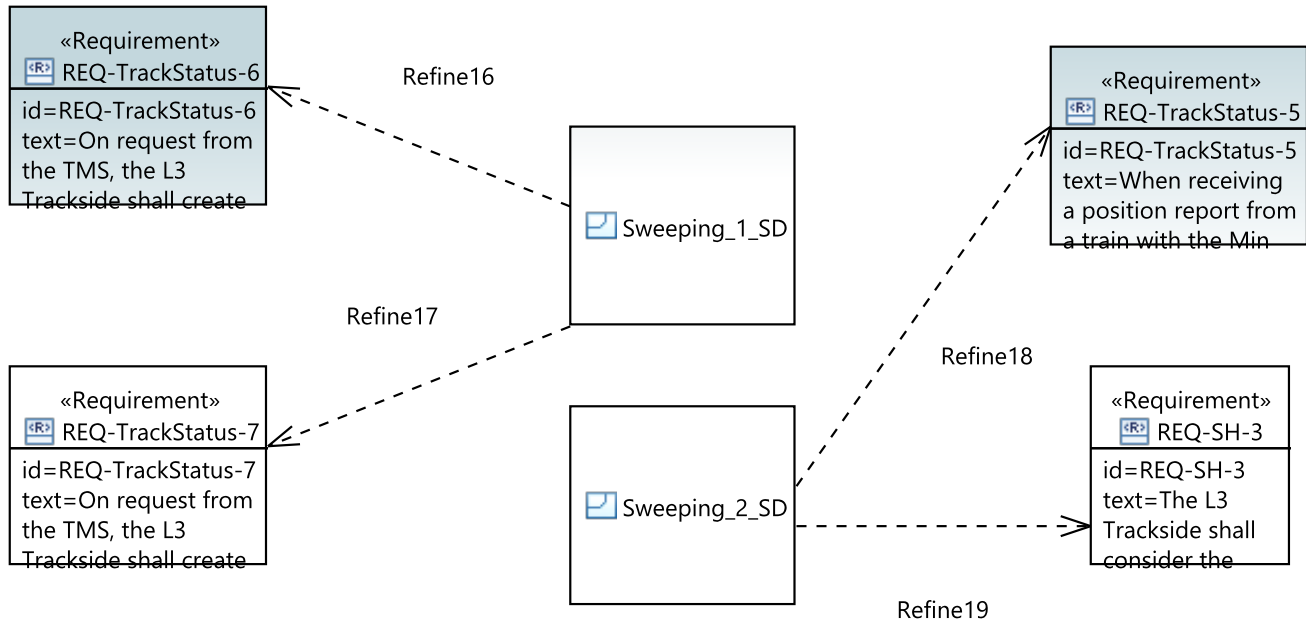 «Requirement»
<R> REQ-TrackStatus-6
id=REQ-TrackStatus-6
text=On request from
the TMS, the L3
Trackside shall create
Refine16
Sweeping_1_SD
Refine17
«Requirement»
<R> REQ-TrackStatus-7
id=REQ-TrackStatus-7
text=On request from
the TMS, the L3
Trackside shall create
«Requirement»
<R> REQ-TrackStatus-5
id=REQ-TrackStatus-5
text=When receiving
a position report from
a train with the Min
Refine18
Sweeping_2_SD
«Requirement»
<R> REQ-SH-3
id=REQ-SH-3
text=The L3
Trackside shall
consider the
Refine19